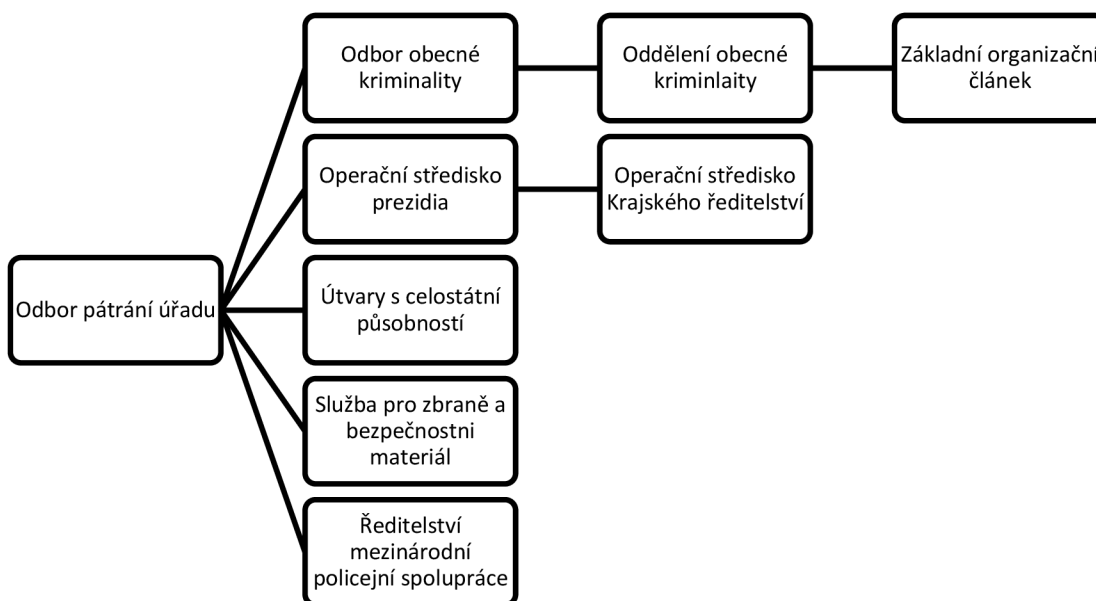 Odbor obecné
kriminality
Oddělení obecné
kriminlaity
Základní organizační
článek
Operační středisko
prezidia
Operační středisko
Krajského ředitelství
Odbor pátrání úřadu
Útvary s celostátní
působností
Služba pro zbraně a
bezpečnostni
materiál
Ředitelství
mezinárodní
policejní spolupráce